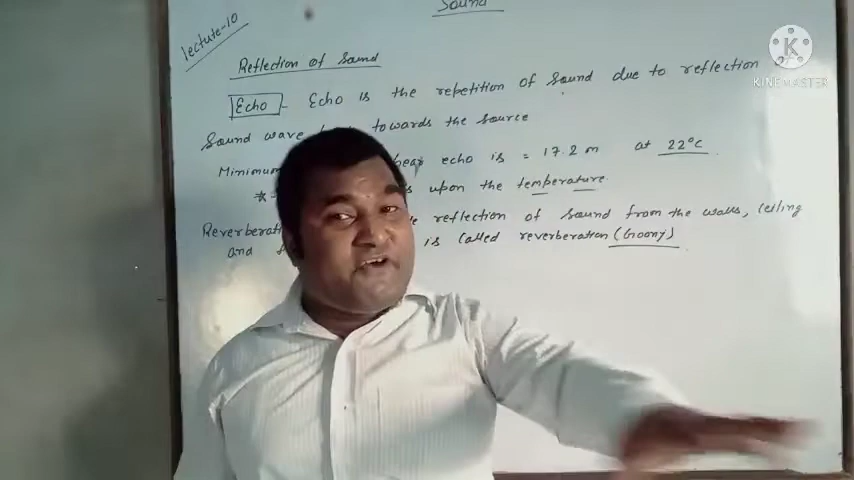 Sound
lecture-10
Reflection of Sound
Echo - Echo is the repetition of Sound due to reflection of
Sound wave towards the source
Minimum hear echo is = 17.2 m at 22°C
* upon the temperature.
reflection of Sound from the walls, ceiling
and is called reverberation (Goonj)
K
KINEMASTER